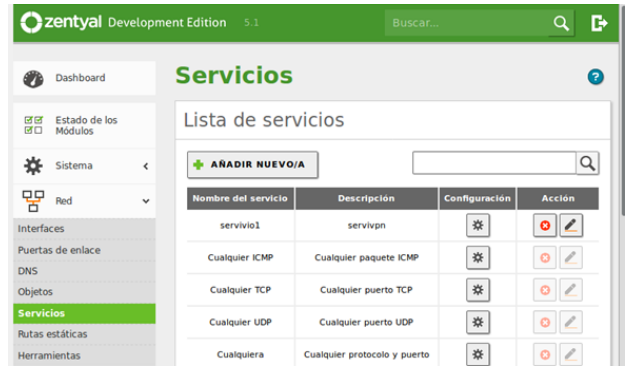 zentyal Development Edition 5.1 Buscar...
Dashboard
Estado de los
Módulos
Sistema
Red
Interfaces
Puertas de enlace
DNS
Objetos
Servicios
Rutas estáticas
Herramientas
Servicios ?
Lista de servicios
AÑADIR NUEVO/A
Nombre del servicio Descripción Configuración Acción
servivio1 servivpn
Cualquier ICMP Cualquier paquete ICMP
Cualquier TCP Cualquier puerto TCP
Cualquier UDP Cualquier puerto UDP
Cualquiera Cualquier protocolo y puerto